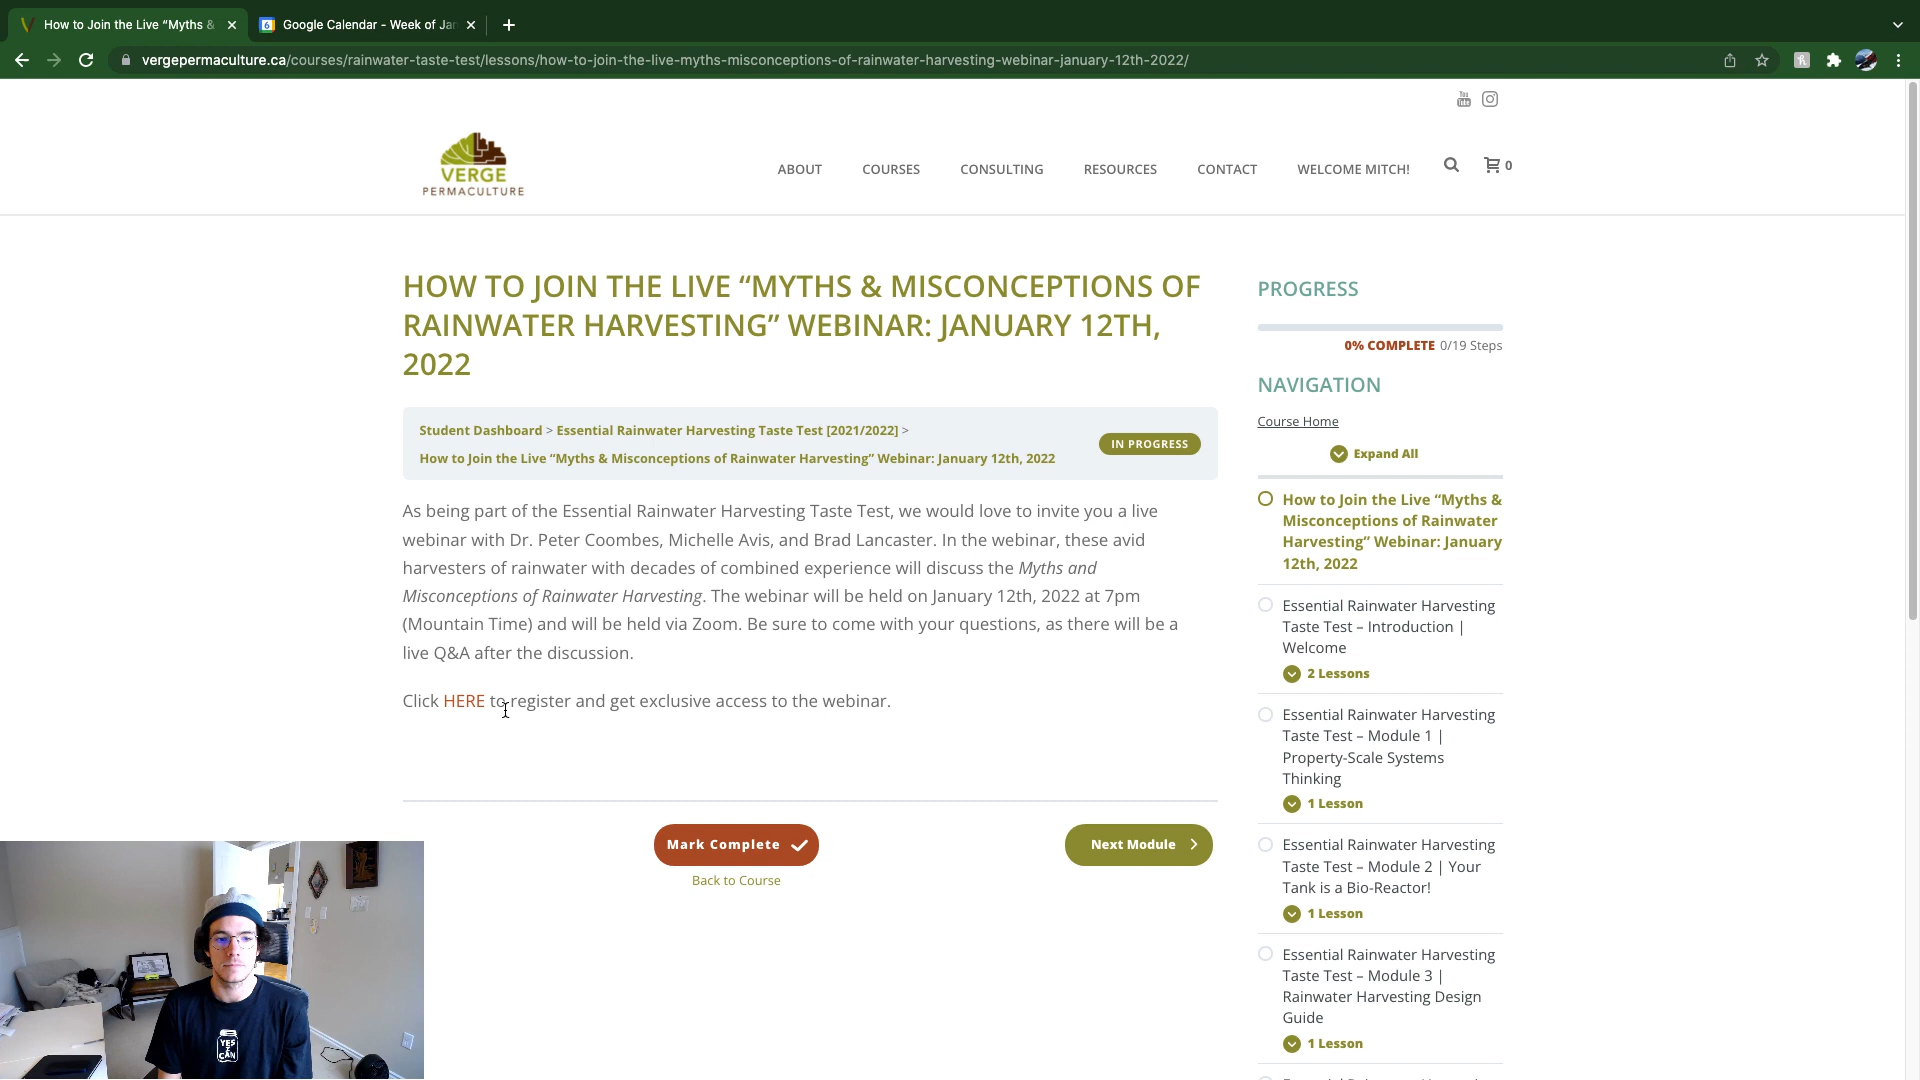 How to Join the Live “Myths &
Google Calendar - Week of Jan
vergepermaculture.ca/courses/rainwater-taste-test/lessons/how-to-join-the-live-myths-misconceptions-of-rainwater-harvesting-webinar-january-12th-2022/
VERGE
PERMACULTURE
ABOUT
COURSES
CONSULTING
RESOURCES
CONTACT
WELCOME MITCH!
0
HOW TO JOIN THE LIVE “MYTHS & MISCONCEPTIONS OF
RAINWATER HARVESTING” WEBINAR: JANUARY 12TH,
2022
Student Dashboard > Essential Rainwater Harvesting Taste Test [2021/2022] >
How to Join the Live “Myths & Misconceptions of Rainwater Harvesting” Webinar: January 12th, 2022
IN PROGRESS
As being part of the Essential Rainwater Harvesting Taste Test, we would love to invite you a live
webinar with Dr. Peter Coombes, Michelle Avis, and Brad Lancaster. In the webinar, these avid
harvesters of rainwater with decades of combined experience will discuss the Myths and
Misconceptions of Rainwater Harvesting. The webinar will be held on January 12th, 2022 at 7pm
(Mountain Time) and will be held via Zoom. Be sure to come with your questions, as there will be a
live Q&A after the discussion.
Click HERE to register and get exclusive access to the webinar.
Mark Complete
Back to Course
Next Module
PROGRESS
0% COMPLETE 0/19 Steps
NAVIGATION
Course Home
Expand All
How to Join the Live “Myths &
Misconceptions of Rainwater
Harvesting” Webinar: January
12th, 2022
Essential Rainwater Harvesting
Taste Test – Introduction |
Welcome
2 Lessons
Essential Rainwater Harvesting
Taste Test – Module 1 |
Property-Scale Systems
Thinking
1 Lesson
Essential Rainwater Harvesting
Taste Test – Module 2 | Your
Tank is a Bio-Reactor!
1 Lesson
Essential Rainwater Harvesting
Taste Test – Module 3 |
Rainwater Harvesting Design
Guide
1 Lesson
YES
CAN